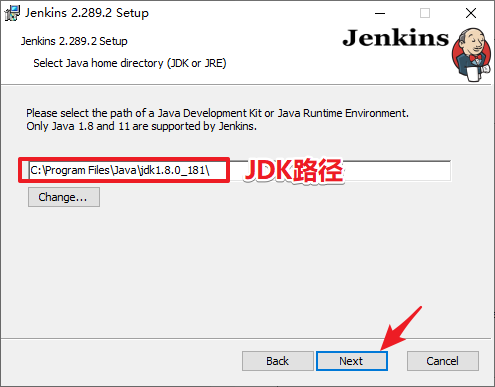 Jenkins 2.289.2 Setup
Jenkins 2.289.2 Setup
Select Java home directory (JDK or JRE)
Jenkins
Please select the path of a Java Development Kit or Java Runtime Environment.
Only Java 1.8 and 11 are supported by Jenkins.
C:\Program Files\Java\jdk1.8.0_181\
JDK路径
Change...
Back
Next
Cancel